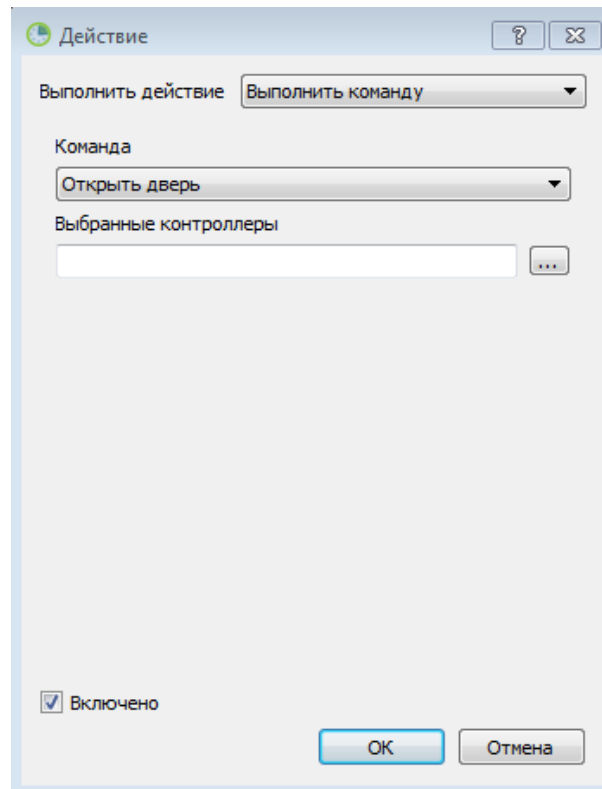 Действие
Выполнить действие Выполнить команду
Команда
Открыть дверь
Выбранные контроллеры
...
Включено
OK Отмена